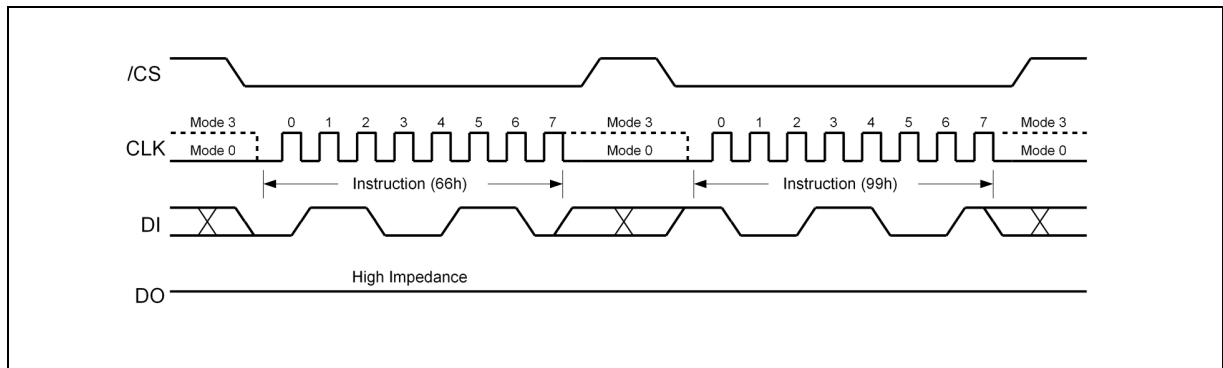 /CS
Mode 3 0 1 2 3 4 5 6 7 Mode 3 0 1 2 3 4 5 6 7 Mode 3
CLK Mode 0 Mode 0 Mode 0
Instruction (66h) Instruction (99h)
DI
High Impedance
DO